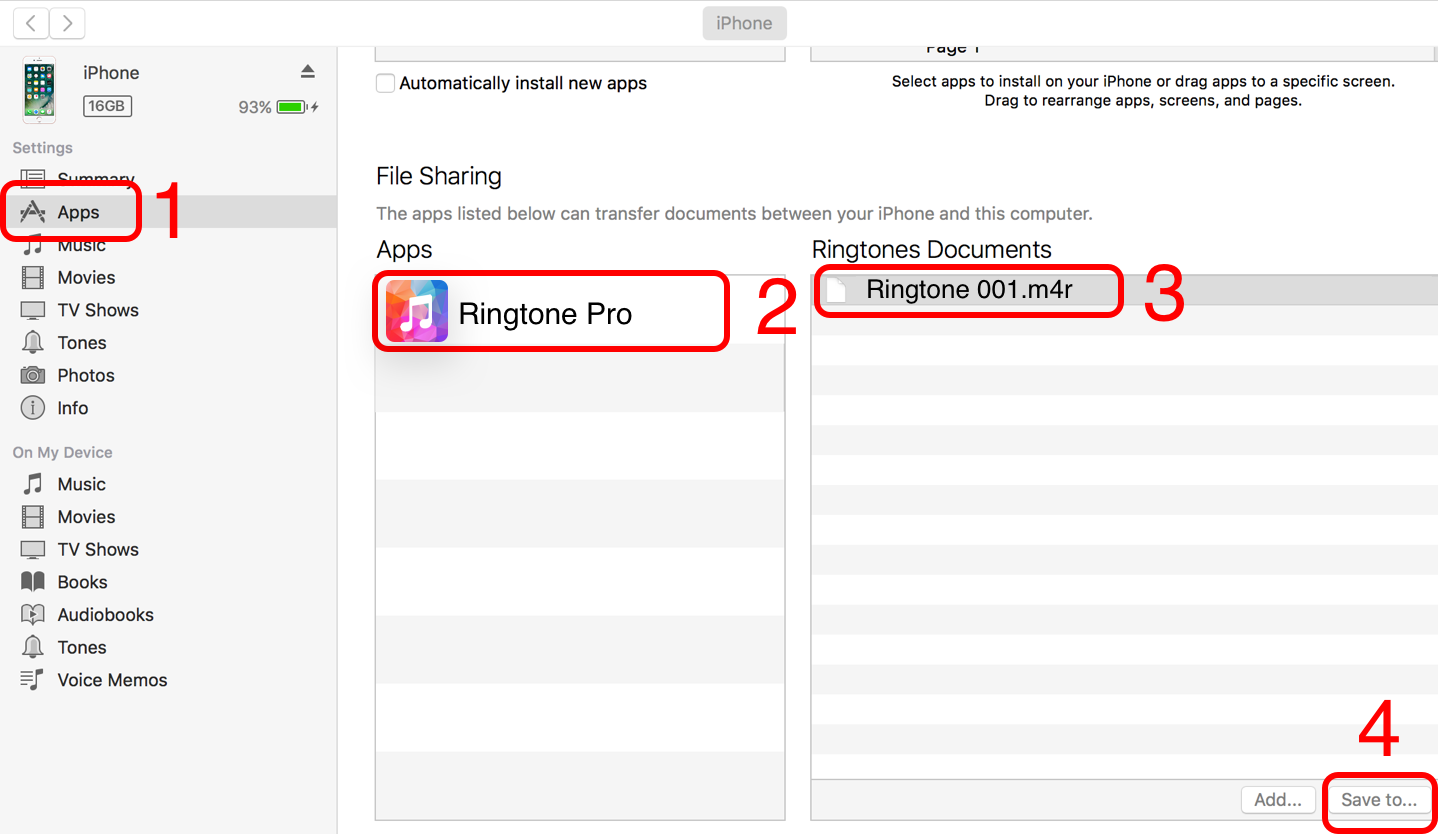 iPhone
iPhone
16GB
93%
Settings
Summary
Apps
1
Music
Movies
TV Shows
Tones
Photos
Info
On My Device
Music
Movies
TV Shows
Books
Audiobooks
Tones
Voice Memos
Page 1
Automatically install new apps
Select apps to install on your iPhone or drag apps to a specific screen.
Drag to rearrange apps, screens, and pages.
File Sharing
The apps listed below can transfer documents between your iPhone and this computer.
Apps
Ringtone Pro
2
Ringtones Documents
Ringtone 001.m4r
3
4
Add...
Save to...